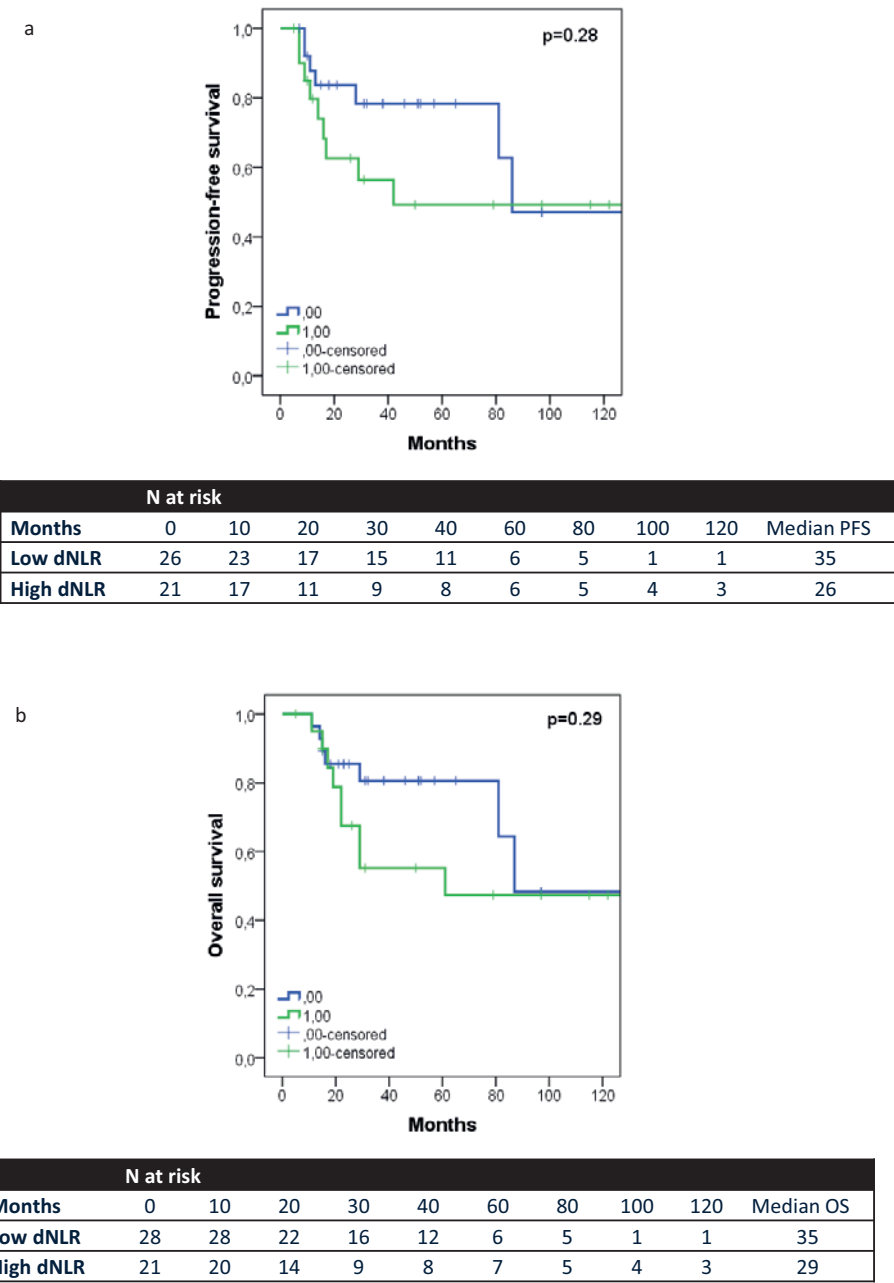 a
p=0.28
1,0
0,8
0,6
0,4
0,2
0,0
Progression-free survival
,00
1,00
,00-censored
1,00-censored
0 20 40 60 80 100 120
Months
N at risk
Months 0 10 20 30 40 60 80 100 120 Median PFS
Low dNLR 26 23 17 15 11 6 5 1 1 35
High dNLR 21 17 11 9 8 6 5 4 3 26
b
p=0.29
1,0
0,8
0,6
0,4
0,2
0,0
Overall survival
,00
1,00
,00-censored
1,00-censored
0 20 40 60 80 100 120
Months
N at risk
Months 0 10 20 30 40 60 80 100 120 Median OS
ow dNLR 28 28 22 16 12 6 5 1 1 35
High dNLR 21 20 14 9 8 7 5 4 3 29